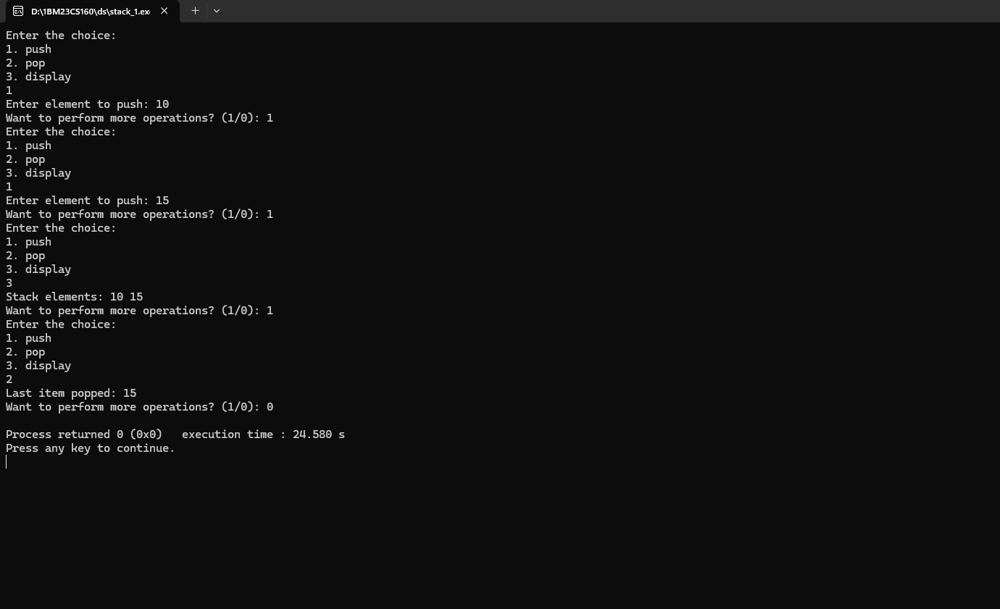 D:\1BM23CS160\ds\stack_1.ex
Enter the choice:
1. push
2. pop
3. display
1
Enter element to push: 10
Want to perform more operations? (1/0): 1
Enter the choice:
1. push
2. pop
3. display
1
Enter element to push: 15
Want to perform more operations? (1/0): 1
Enter the choice:
1. push
2. pop
3. display
3
Stack elements: 10 15
Want to perform more operations? (1/0): 1
Enter the choice:
1. push
2. pop
3. display
2
Last item popped: 15
Want to perform more operations? (1/0): 0
Process returned 0 (0x0)   execution time : 24.580 s
Press any key to continue.